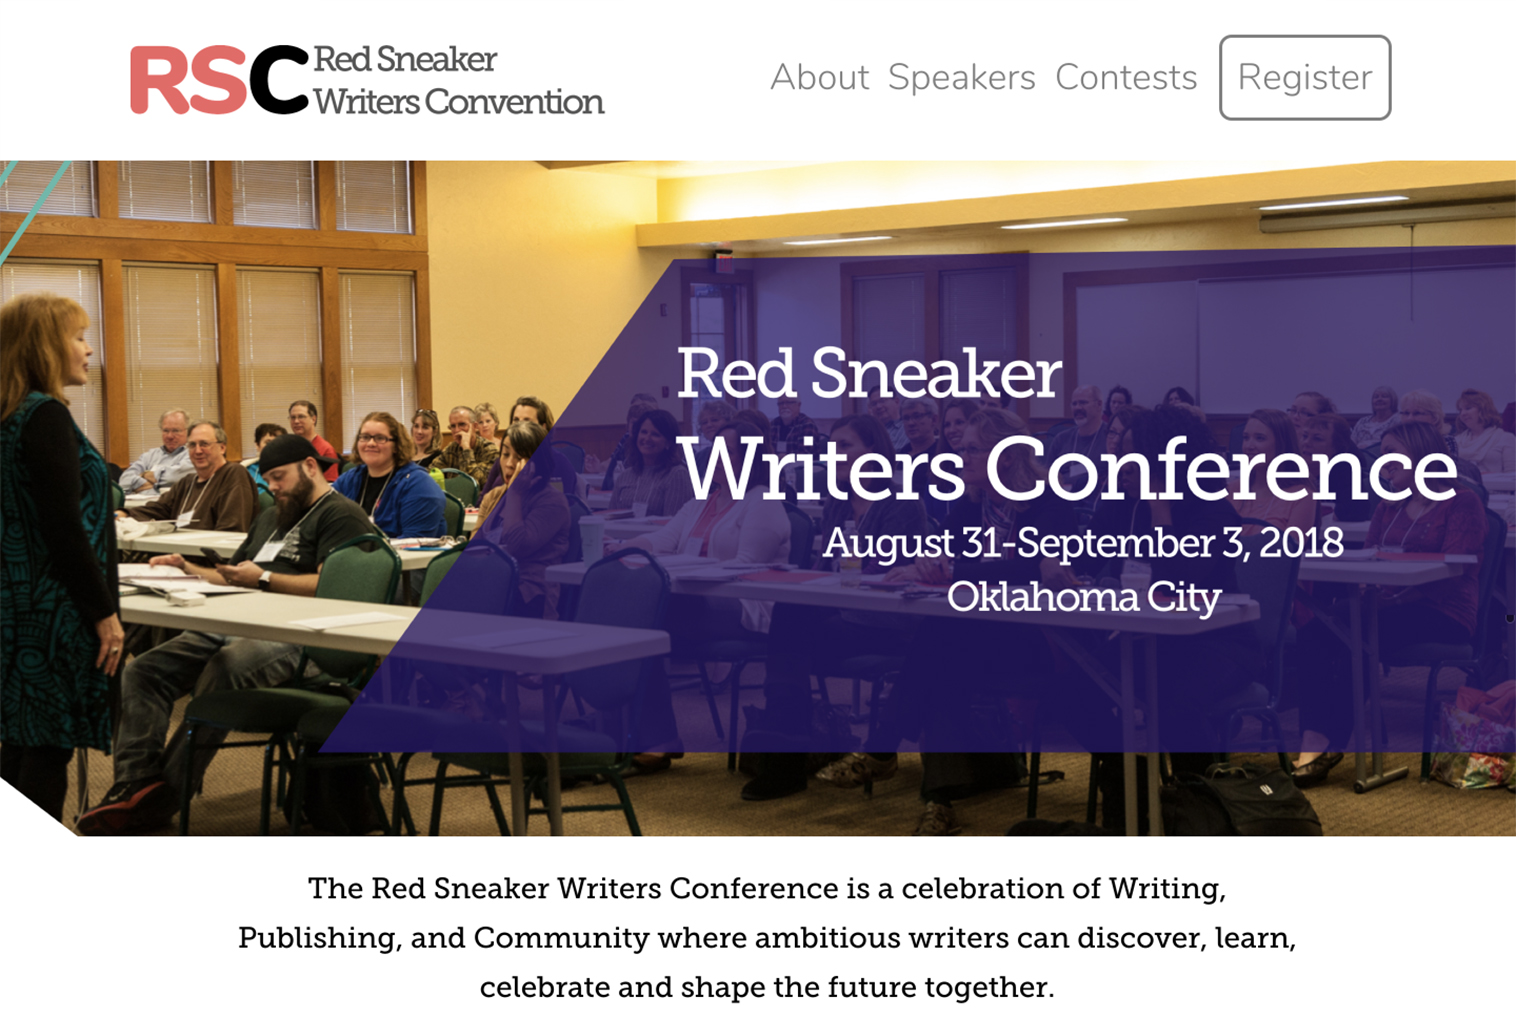 RSC Red Sneaker
Writers Convention
About Speakers Contests Register
Red Sneaker
Writers Conference
August 31-September 3, 2018
Oklahoma City
The Red Sneaker Writers Conference is a celebration of Writing,
Publishing, and Community where ambitious writers can discover, learn,
celebrate and shape the future together.